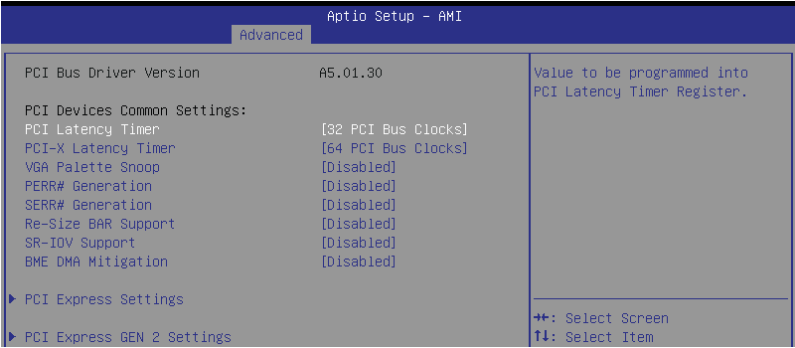 Aptio Setup - AMI
Advanced
PCI Bus Driver Version A5.01.30
PCI Devices Common Settings:
PCI Latency Timer [32 PCI Bus Clocks]
PCI-X Latency Timer [64 PCI Bus Clocks]
VGA Palette Snoop [Disabled]
PERR# Generation [Disabled]
SERR# Generation [Disabled]
Re-Size BAR Support [Disabled]
SR-IOV Support [Disabled]
BME DMA Mitigation [Disabled]
PCI Express Settings
PCI Express GEN 2 Settings
Value to be programmed into
PCI Latency Timer Register.
→←: Select Screen
↑↓: Select Item